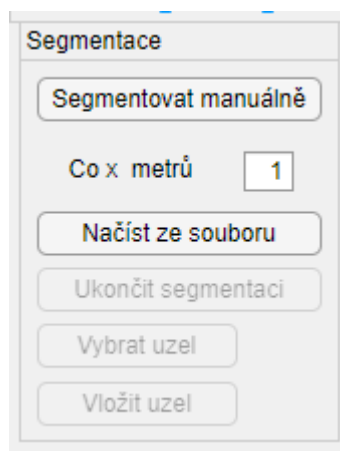 Segmentace
Segmentovat manuálně
Co x metrů 1
Načíst ze souboru
Ukončit segmentaci
Vybrat uzel
Vložit uzel